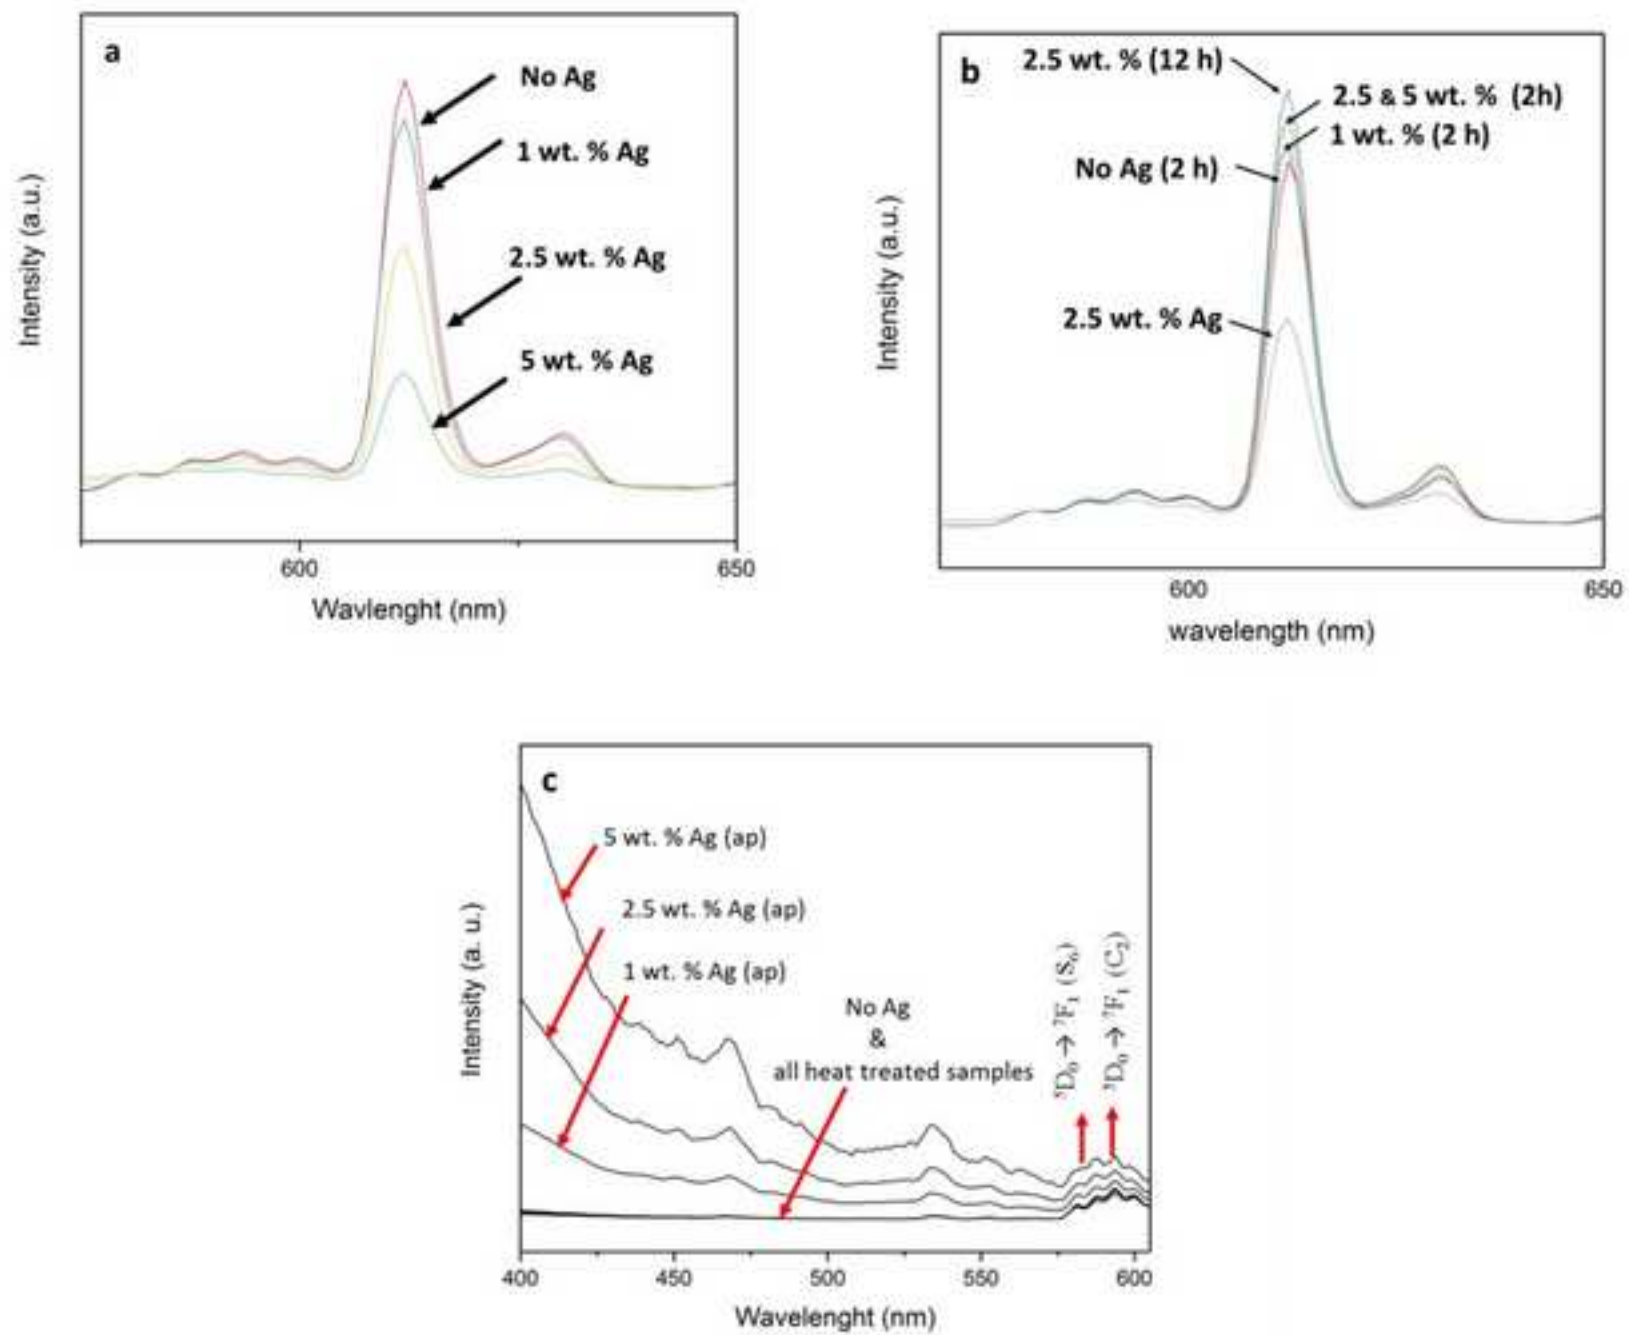 a
No Ag
1 wt. % Ag
2.5 wt. % Ag
5 wt. % Ag
Intensity (a.u.)
600
650
Wavlenght (nm)
b
2.5 wt. % (12 h)
2.5 & 5 wt. % (2h)
1 wt. % (2 h)
No Ag (2 h)
2.5 wt. % Ag
Intensity (a.u.)
600
650
wavelength (nm)
c
5 wt. % Ag (ap)
2.5 wt. % Ag (ap)
1 wt. % Ag (ap)
No Ag
&
all heat treated samples
⁵D₀→⁷F₁ (S₆)
⁵D₀→⁷F₁ (C₂)
Intensity (a. u.)
400
450
500
550
600
Wavlenght (nm)